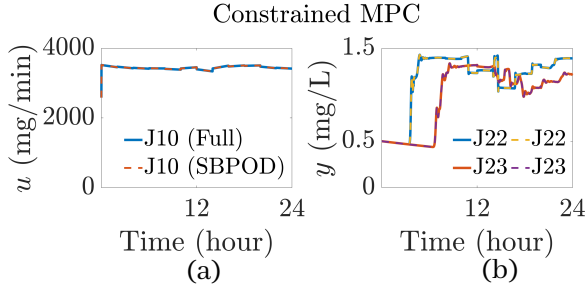 Constrained MPC
4000
3000
2000
0
u (mg/min)
J10 (Full)
J10 (SBPOD)
12
24
Time (hour)
(a)
1.5
0.5
0
y (mg/L)
J22 J22
J23 J23
12
24
Time (hour)
(b)